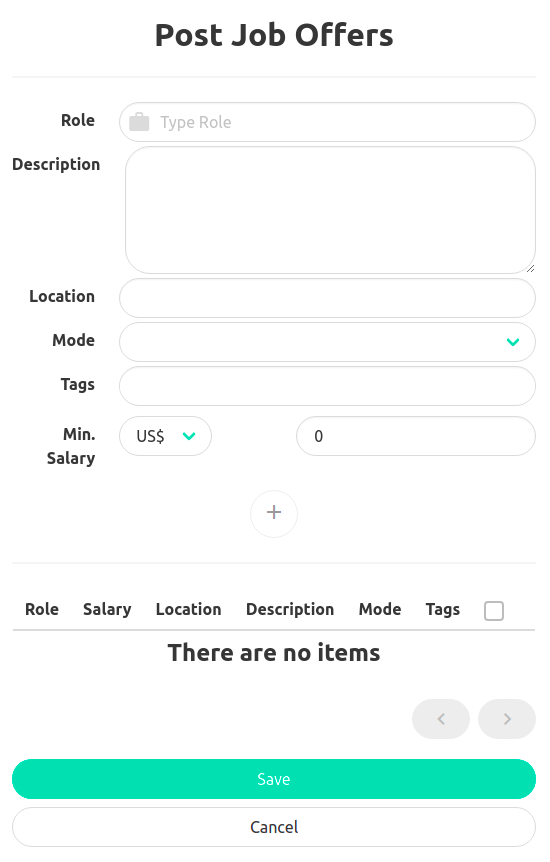 Post Job Offers
Role
Type Role
Description
Location
Mode
Tags
Min.
Salary
US$
0
Role Salary Location Description Mode Tags
There are no items
Save
Cancel